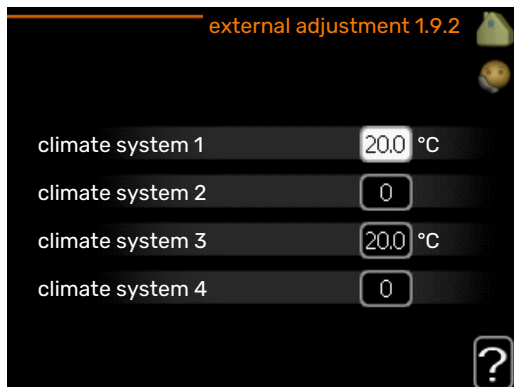 external adjustment 1.9.2
climate system 1 20.0 °C
climate system 2 0
climate system 3 20.0 °C
climate system 4 0
?